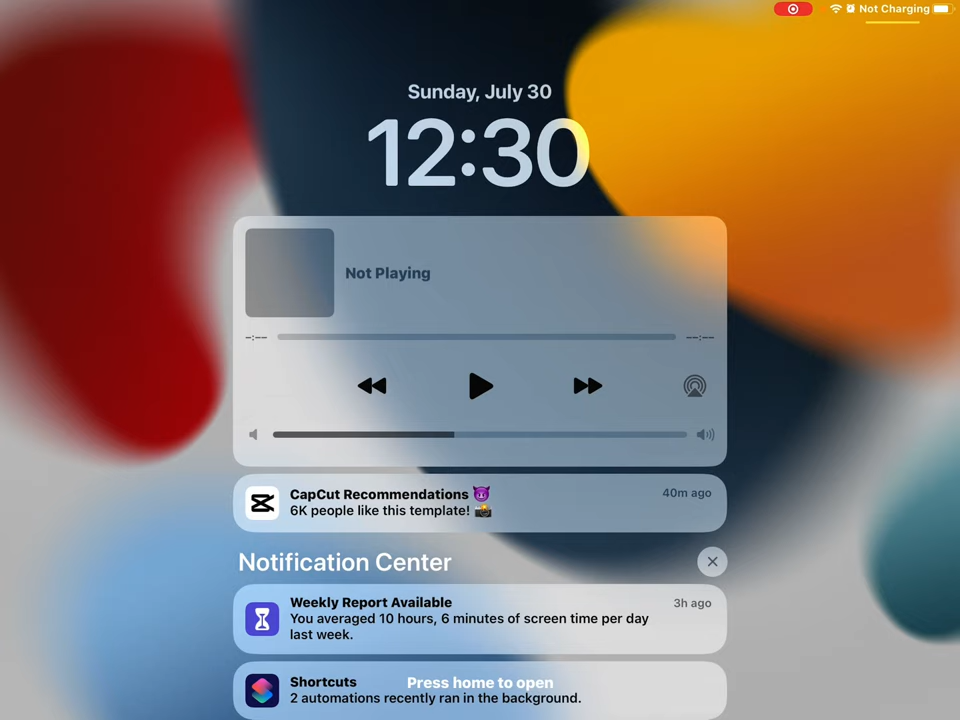 Not Charging
Sunday, July 30
12:30
Not Playing
--:-- --:--
CapCut Recommendations 😈
40m ago
6K people like this template! 📸
Notification Center
Weekly Report Available
3h ago
You averaged 10 hours, 6 minutes of screen time per day
last week.
Shortcuts
Press home to open
2 automations recently ran in the background.